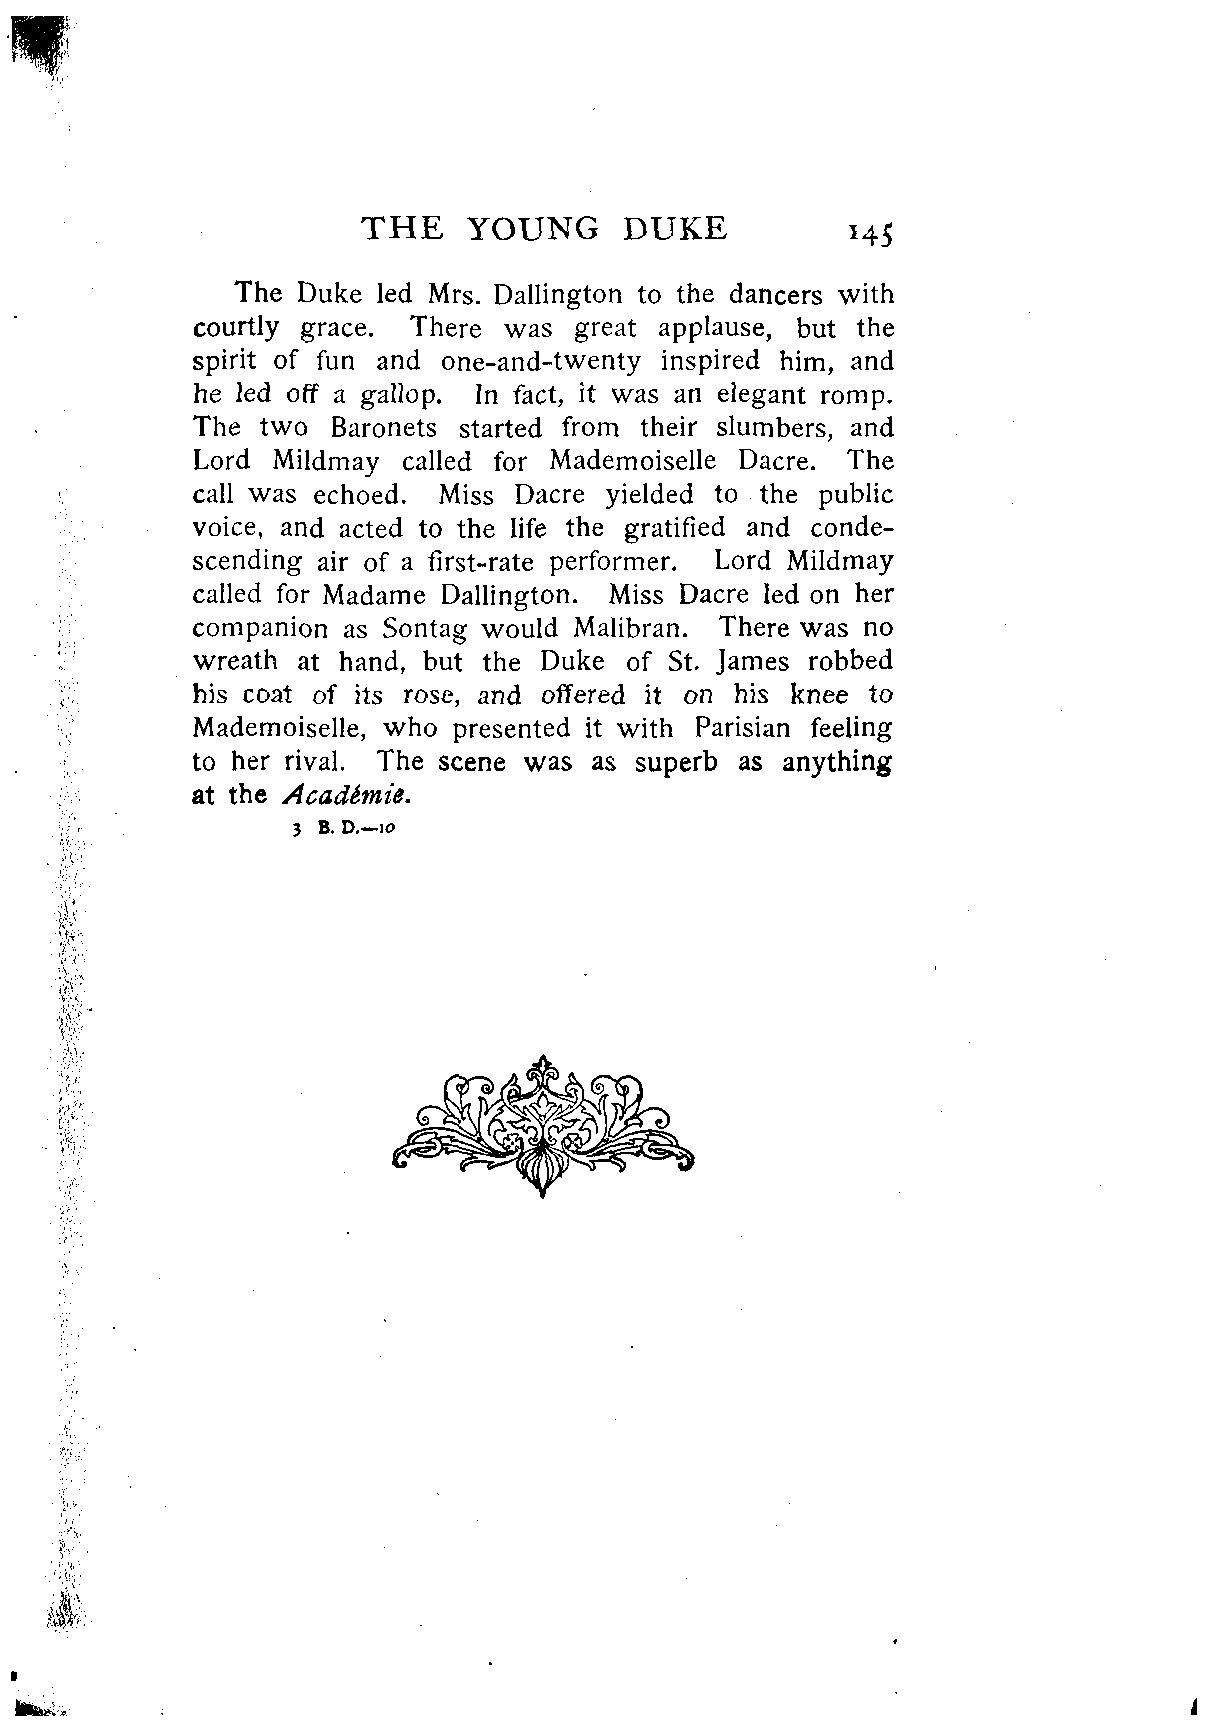 THE YOUNG DUKE 145
The Duke led Mrs. Dallington to the dancers with
courtly grace. There was great applause, but the
spirit of fun and one-and-twenty inspired him, and
he led off a gallop. In fact, it was an elegant romp.
The two Baronets started from their slumbers, and
Lord Mildmay called for Mademoiselle Dacre. The
call was echoed. Miss Dacre yielded to the public
voice, and acted to the life the gratified and conde-
scending air of a first-rate performer. Lord Mildmay
called for Madame Dallington. Miss Dacre led on her
companion as Sontag would Malibran. There was no
wreath at hand, but the Duke of St. James robbed
his coat of its rose, and offered it on his knee to
Mademoiselle, who presented it with Parisian feeling
to her rival. The scene was as superb as anything
at the Académie.
3 B. D.—10